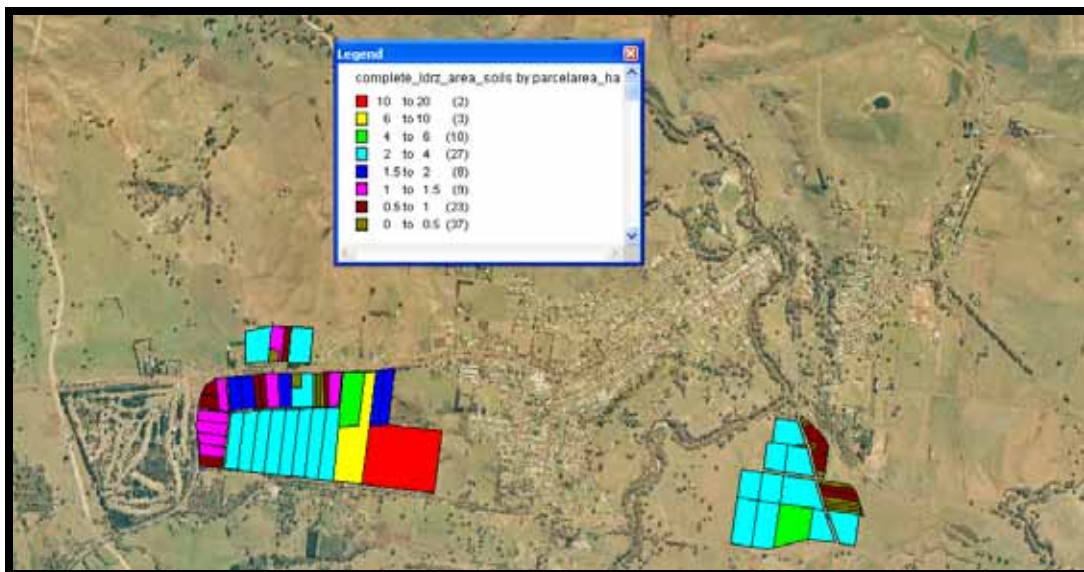 Legend
complete_ldrz_area_soils by parcelarea_ha
10 to 20 (2)
6 to 10 (3)
4 to 6 (10)
2 to 4 (27)
1.5 to 2 (8)
1 to 1.5 (9)
0.5 to 1 (23)
0 to 0.5 (37)